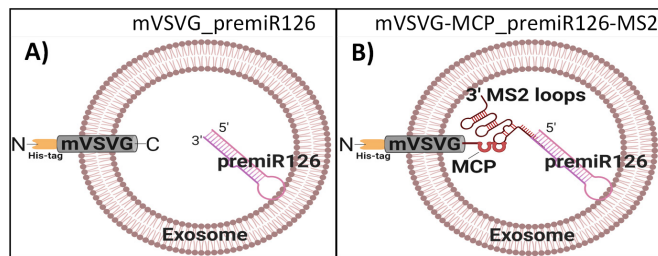 mVSVG_premiR126
A)
5'
3'
N
mVSVG
C
His-tag
premiR126
Exosome
mVSVG-MCP_premiR126-MS2
B)
3' MS2 loops
5'
N
mVSVG
His-tag
MCP
premiR126
Exosome